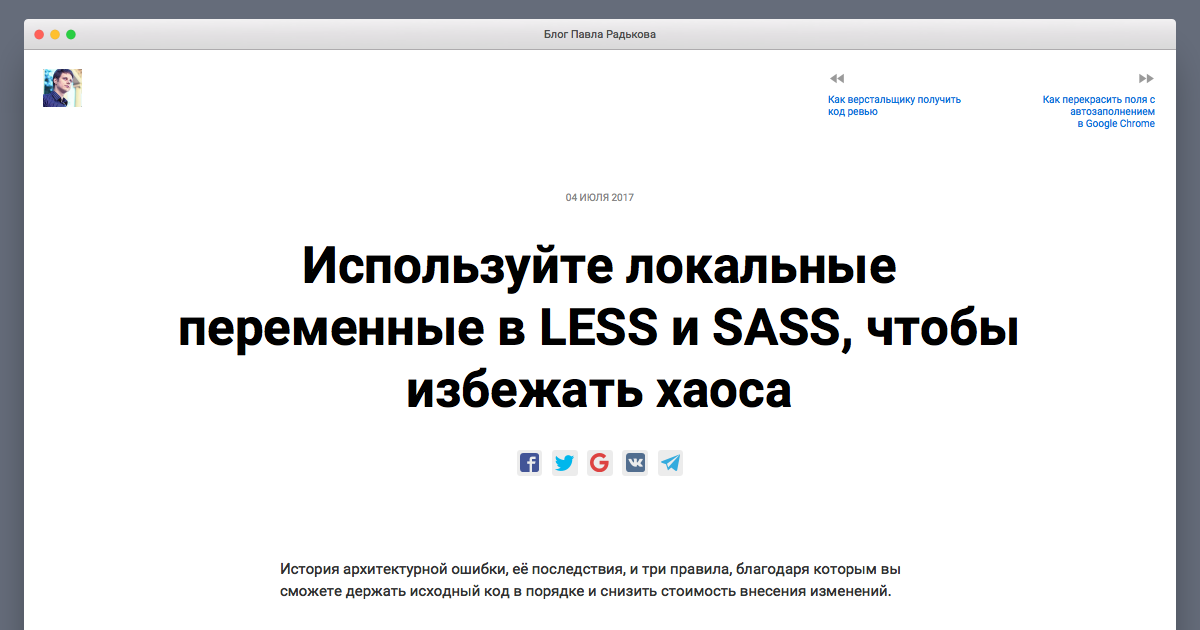 Блог Павла Радькова
Как верстальщику получить
код ревью
Как перекрасить поля с
автозаполнением
в Google Chrome
04 ИЮЛЯ 2017
Используйте локальные
переменные в LESS и SASS, чтобы
избежать хаоса
История архитектурной ошибки, её последствия, и три правила, благодаря которым вы
сможете держать исходный код в порядке и снизить стоимость внесения изменений.